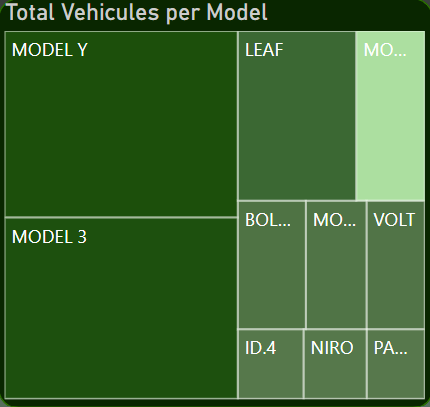 Total Vehicules per Model
MODEL Y
LEAF
MO...
MODEL 3
BOL...
MO...
VOLT
ID.4
NIRO
PA...